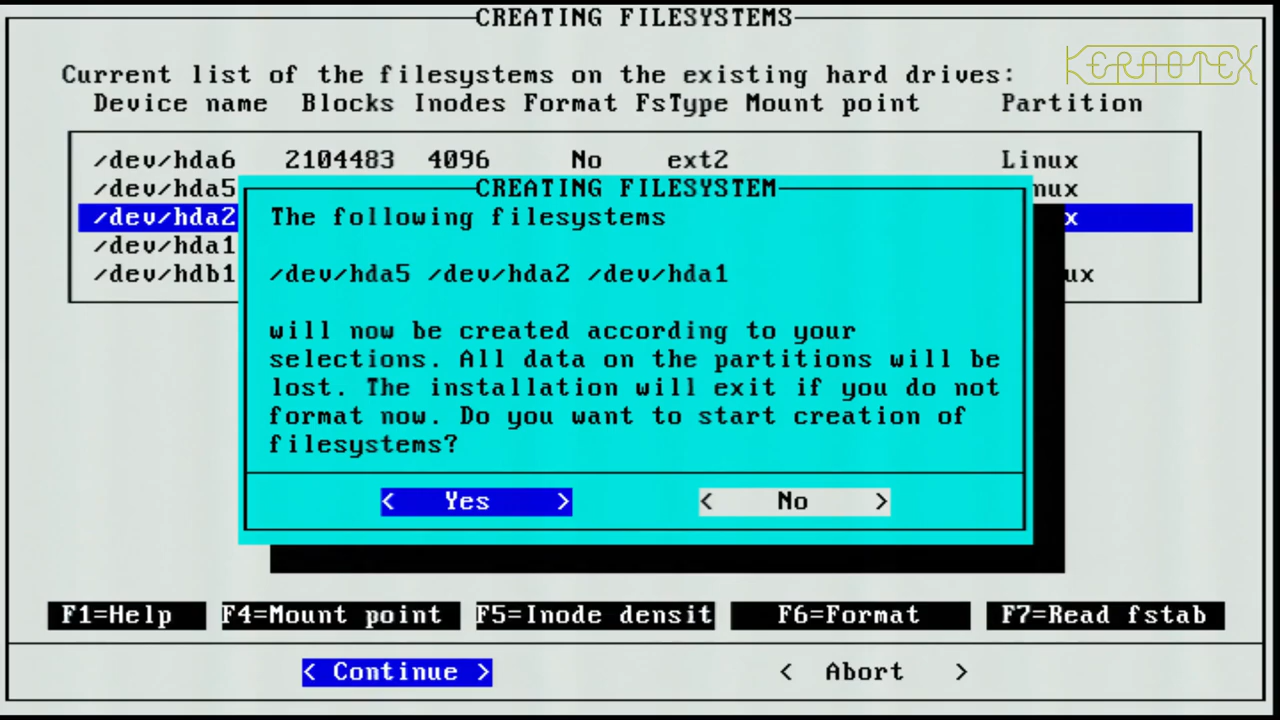 CREATING FILESYSTEMS
KERNOTEX
Current list of the filesystems on the existing hard drives:
Device name Blocks Inodes Format FsType Mount point Partition
/dev/hda6 2104483 4096 No ext2 Linux
/dev/hda5 nux
/dev/hda2 x
/dev/hda1
/dev/hdb1 ux
CREATING FILESYSTEM
The following filesystems
/dev/hda5 /dev/hda2 /dev/hda1
will now be created according to your
selections. All data on the partitions will be
lost. The installation will exit if you do not
format now. Do you want to start creation of
filesystems?
< Yes > < No >
F1=Help F4=Mount point F5=Inode densit F6=Format F7=Read fstab
< Continue > < Abort >